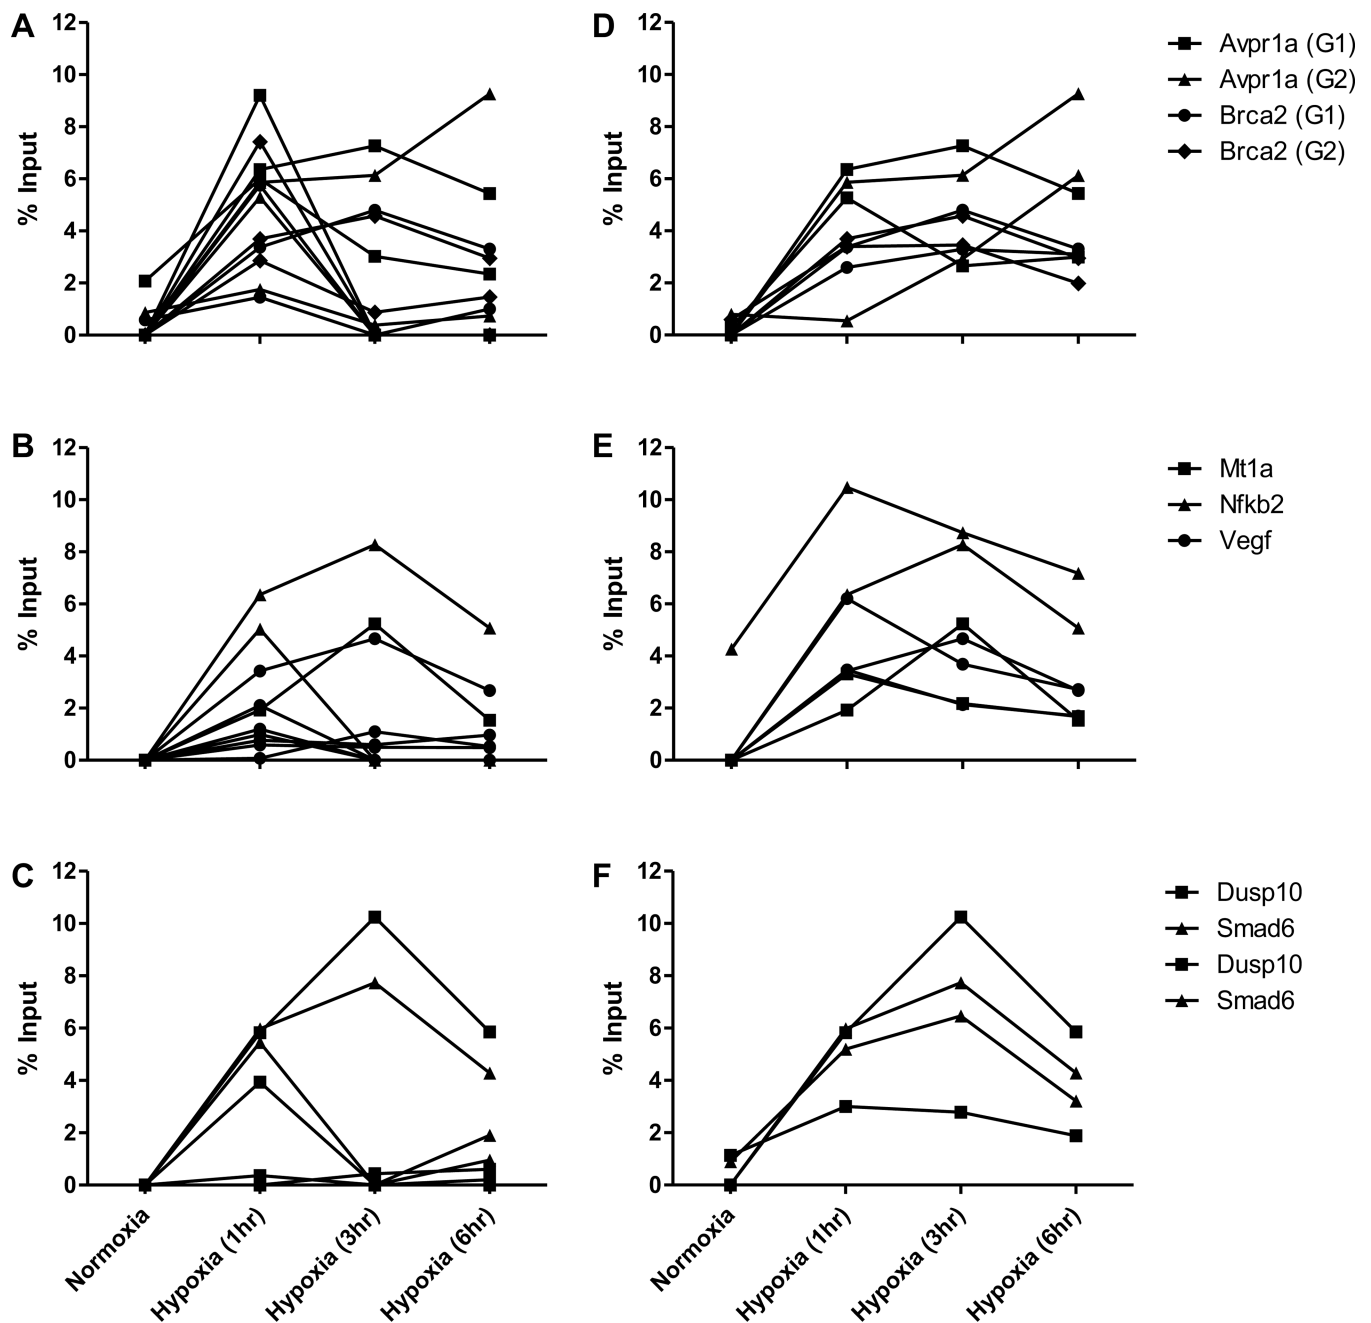 A
12
10
8
6
4
2
0
% Input
D
12
10
8
6
4
2
0
% Input
Avpr1a (G1)
Avpr1a (G2)
Brca2 (G1)
Brca2 (G2)
B
12
10
8
6
4
2
0
% Input
E
12
10
8
6
4
2
0
% Input
Mt1a
Nfkb2
Vegf
C
12
10
8
6
4
2
0
% Input
Normoxia
Hypoxia (1hr)
Hypoxia (3hr)
Hypoxia (6hr)
F
12
10
8
6
4
2
0
% Input
Normoxia
Hypoxia (1hr)
Hypoxia (3hr)
Hypoxia (6hr)
Dusp10
Smad6
Dusp10
Smad6